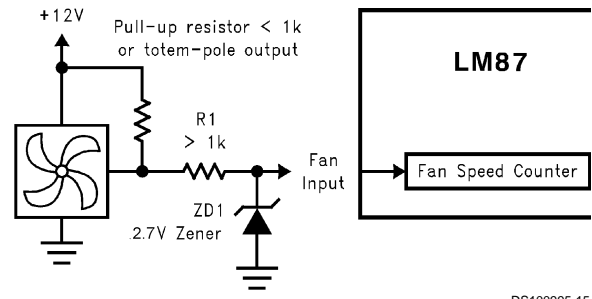 +12V
Pull-up resistor < 1k
or totem-pole output
R1
> 1k
Fan
Input
ZD1
2.7V Zener
LM87
Fan Speed Counter